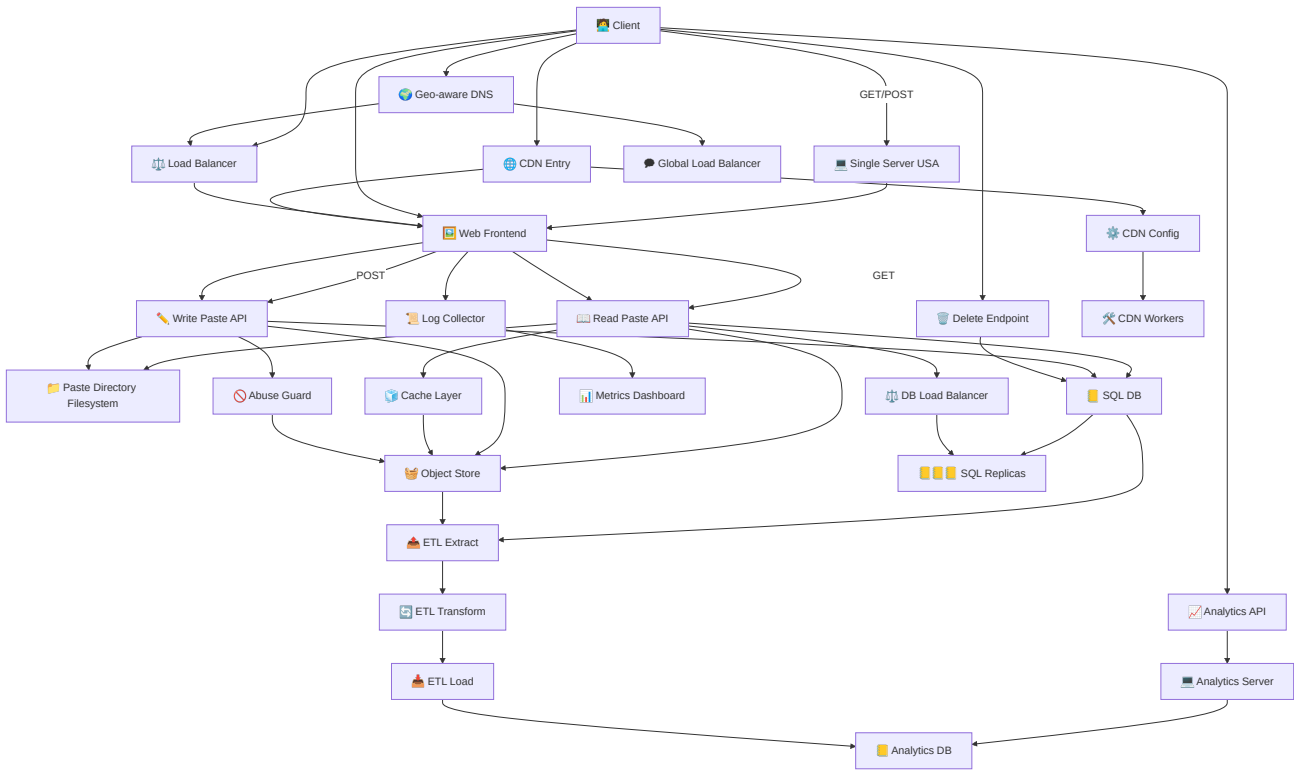 🧑‍💻 Client
🌍 Geo-aware DNS
GET/POST
⚖️ Load Balancer
🌐 CDN Entry
🗩 Global Load Balancer
💻 Single Server USA
🖼️ Web Frontend
⚙️ CDN Config
POST
GET
✏️ Write Paste API
📜 Log Collector
📖 Read Paste API
🗑️ Delete Endpoint
🛠️ CDN Workers
📁 Paste Directory
Filesystem
🚫 Abuse Guard
🧊 Cache Layer
📊 Metrics Dashboard
⚖️ DB Load Balancer
📒 SQL DB
🧺 Object Store
📒📒📒 SQL Replicas
📤 ETL Extract
🔄 ETL Transform
📈 Analytics API
📥 ETL Load
💻 Analytics Server
📒 Analytics DB